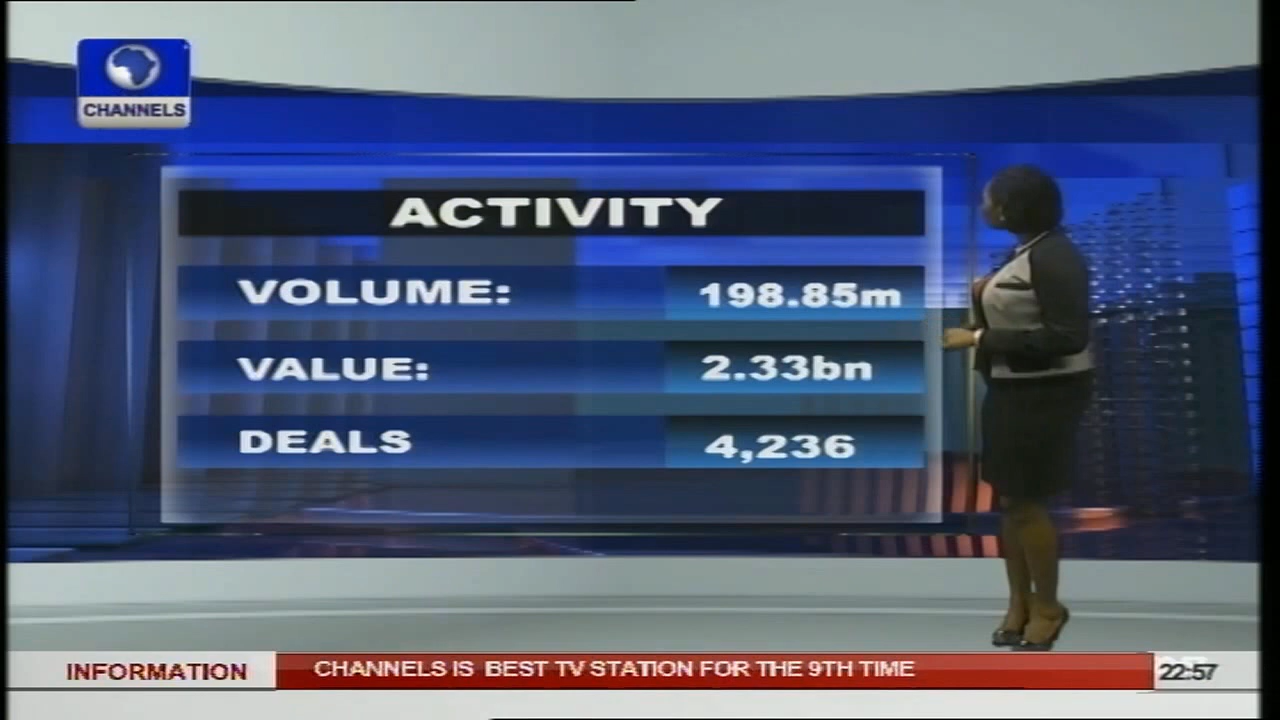 CHANNELS
ACTIVITY
VOLUME: 198.85m
VALUE: 2.33bn
DEALS 4,236
INFORMATION CHANNELS IS BEST TV STATION FOR THE 9TH TIME 22:57